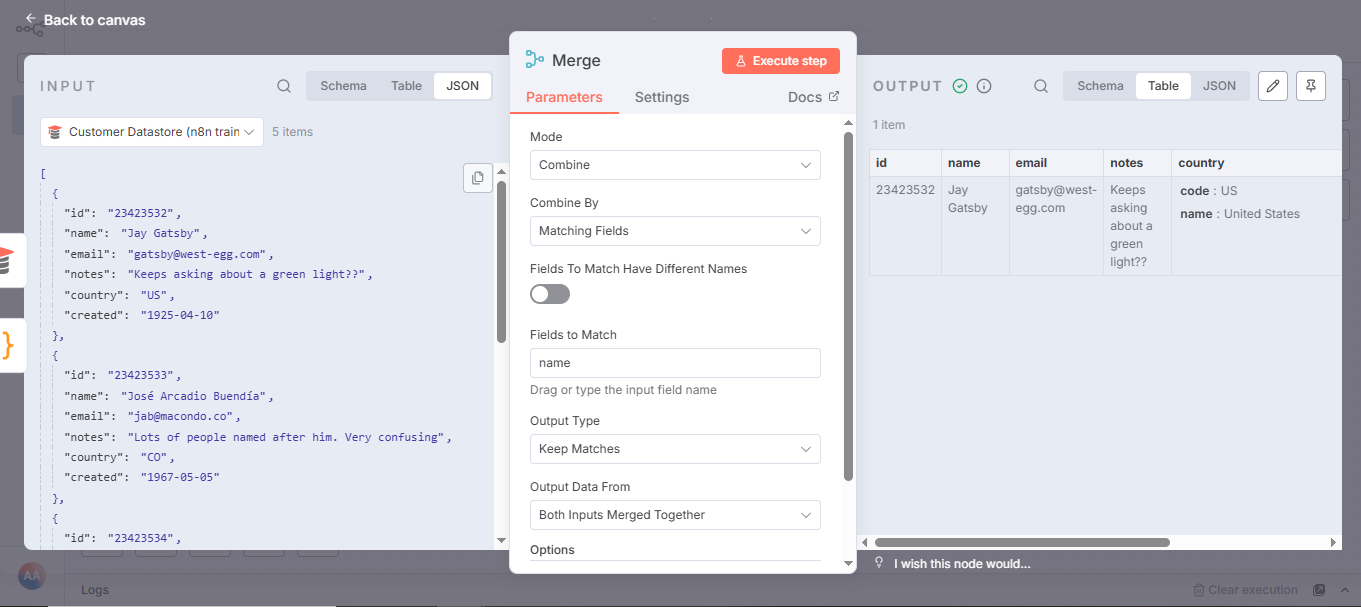 Back to canvas
INPUT
Schema
Table
JSON
Customer Datastore (n8n train
5 items
[
{
"id": "23423532",
"name": "Jay Gatsby",
"email": "gatsby@west-egg.com",
"notes": "Keeps asking about a green light??",
"country": "US",
"created": "1925-04-10"
},
{
"id": "23423533",
"name": "José Arcadio Buendía",
"email": "jab@macondo.co",
"notes": "Lots of people named after him. Very confusing",
"country": "CO",
"created": "1967-05-05"
},
{
"id": "23423534",
Merge
Execute step
Parameters
Settings
Docs
Mode
Combine
Combine By
Matching Fields
Fields To Match Have Different Names
Fields to Match
name
Drag or type the input field name
Output Type
Keep Matches
Output Data From
Both Inputs Merged Together
Options
OUTPUT
Schema
Table
JSON
1 item
id name email notes country
23423532
Jay
Gatsby
gatsby@west-
egg.com
Keeps
asking
about a
green
light??
code : US
name : United States
I wish this node would...
}
AA
Logs
Clear execution